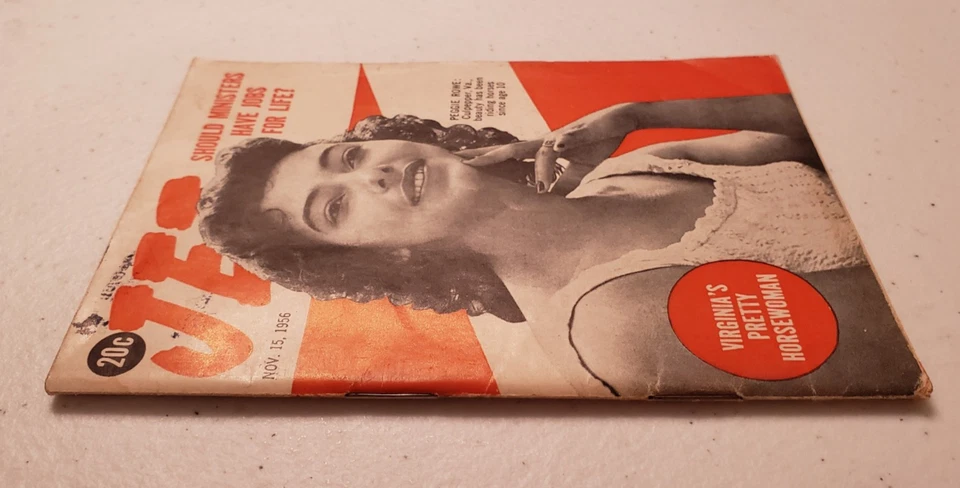 SHOULD MINISTERS
HAVE JOBS
FOR LIFE?
JET
20c
NOV. 15, 1956
PEGGIE ROWE:
Culpepper, Va.,
beauty has been
riding horses
since age 10
VIRGINIA'S
PRETTY
HORSEWOMAN